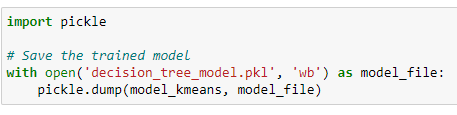 import pickle
# Save the trained model
with open('decision_tree_model.pkl', 'wb') as model_file:
    pickle.dump(model_kmeans, model_file)